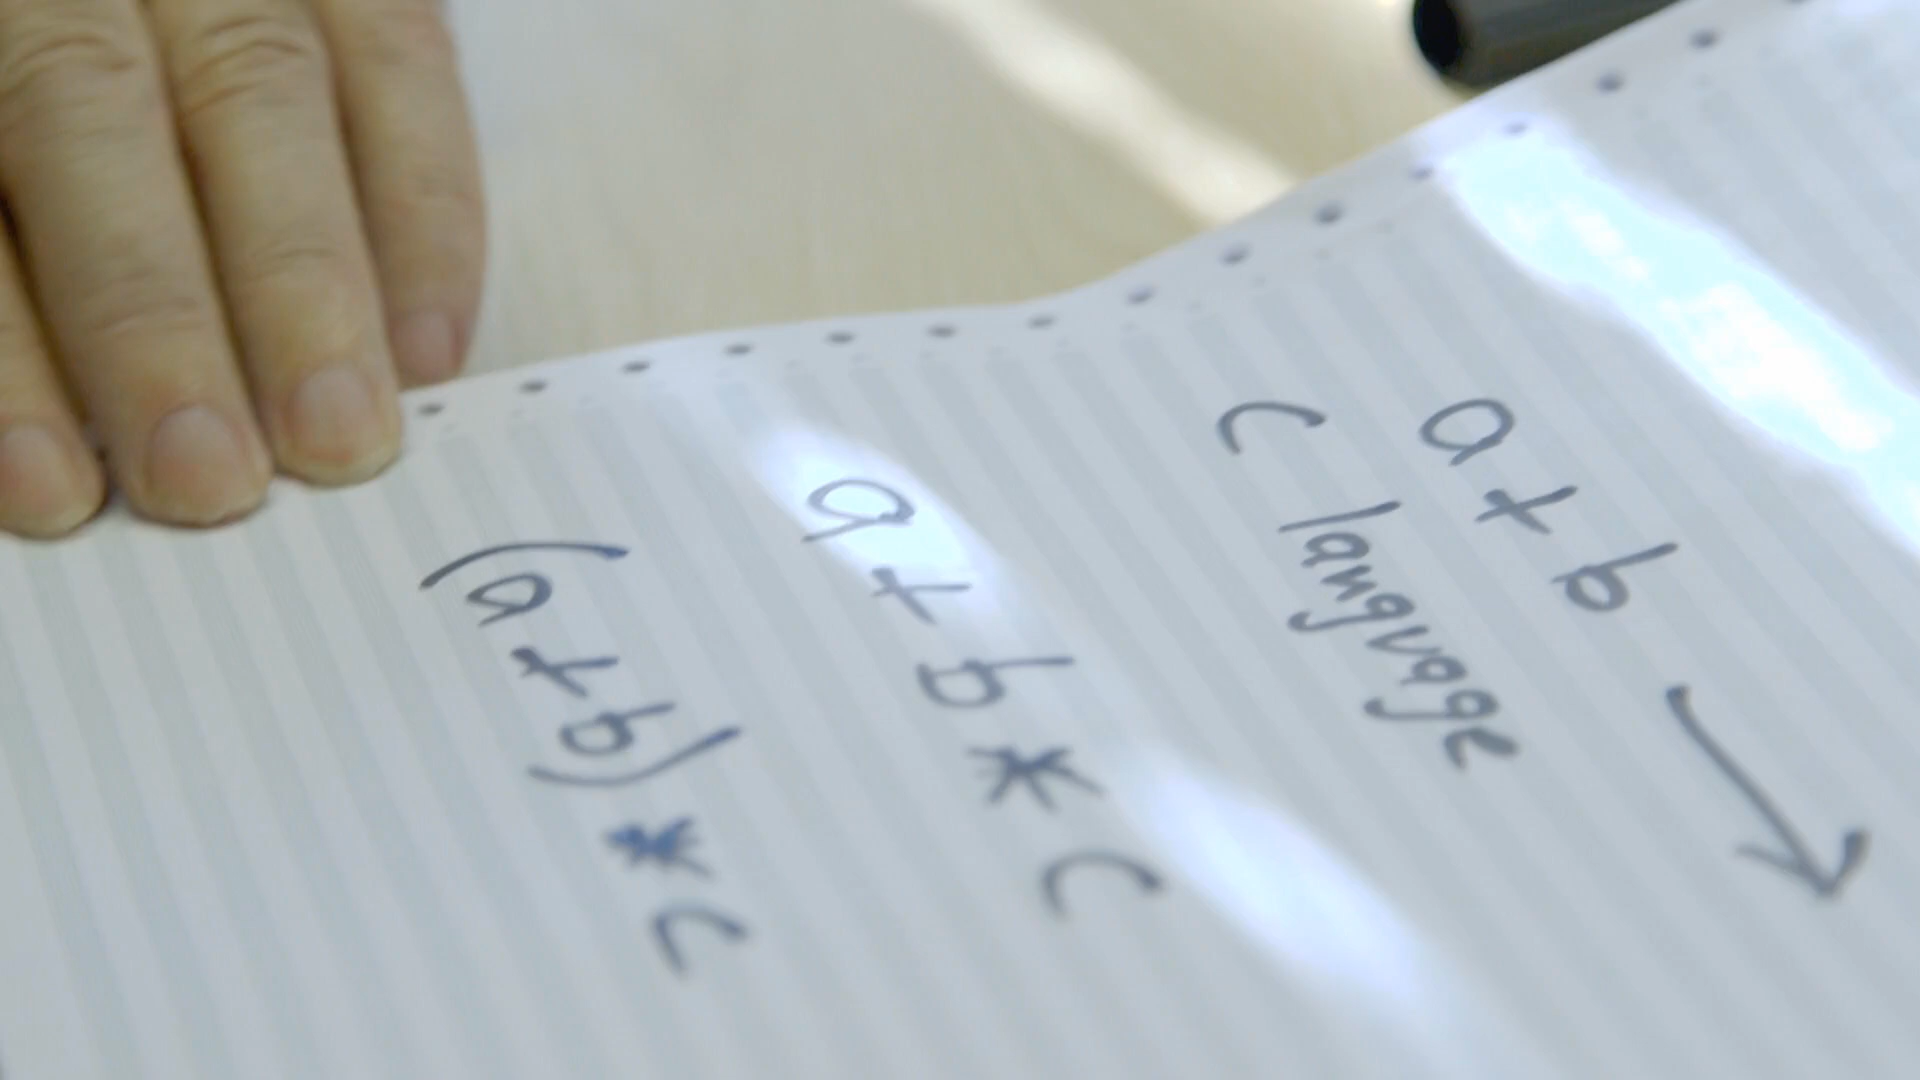 a + b →
C language
a + b * c
(a + b) * c